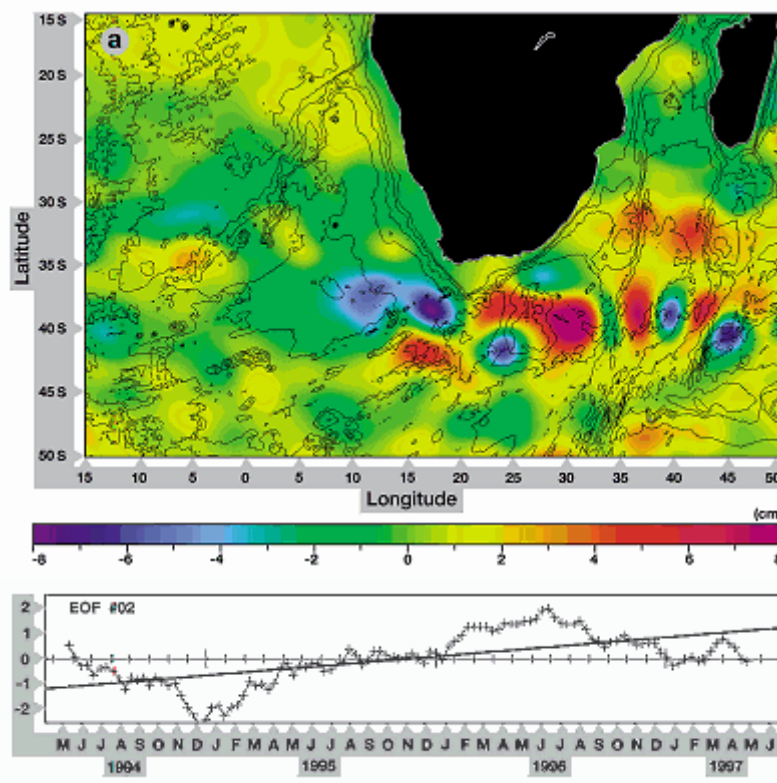 a
15 S
20 S
25 S
30 S
35 S
40 S
45 S
50 S
Latitude
15 10 5 0 5 10 15 20 25 30 35 40 45 50
Longitude
(cm
-8 -6 -4 -2 0 2 4 6 8
EOF #02
2
1
0
-1
-2
M J J A S O N D J F M A M J J A S O N D J F M A M J J A S O N D J F M A M J
1994 1995 1996 1997